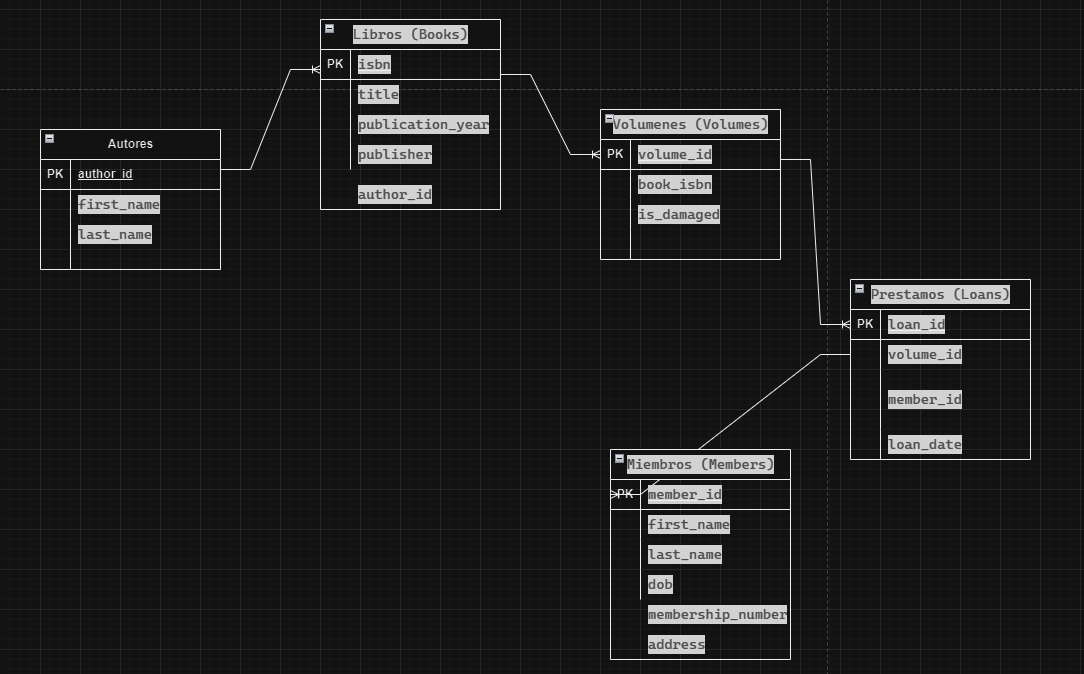 Autores
PK author_id
first_name
last_name
Libros (Books)
PK isbn
title
publication_year
publisher
author_id
Volumenes (Volumes)
PK volume_id
book_isbn
is_damaged
Prestamos (Loans)
PK loan_id
volume_id
member_id
loan_date
Miembros (Members)
PK member_id
first_name
last_name
dob
membership_number
address